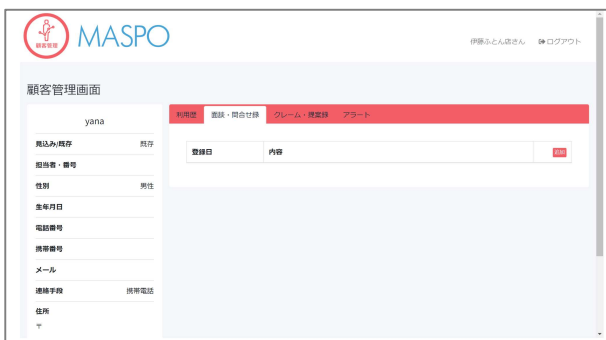 顧客管理 MASPO
伊藤ふとん店さん ログアウト
顧客管理画面
yana
利用歴 面談・問合せ録 クレーム・提案録 アラート
見込み/既存 既存
登録日 内容 追加
担当者・番号
性別 男性
生年月日
電話番号
携帯番号
メール
連絡手段 携帯電話
住所
〒